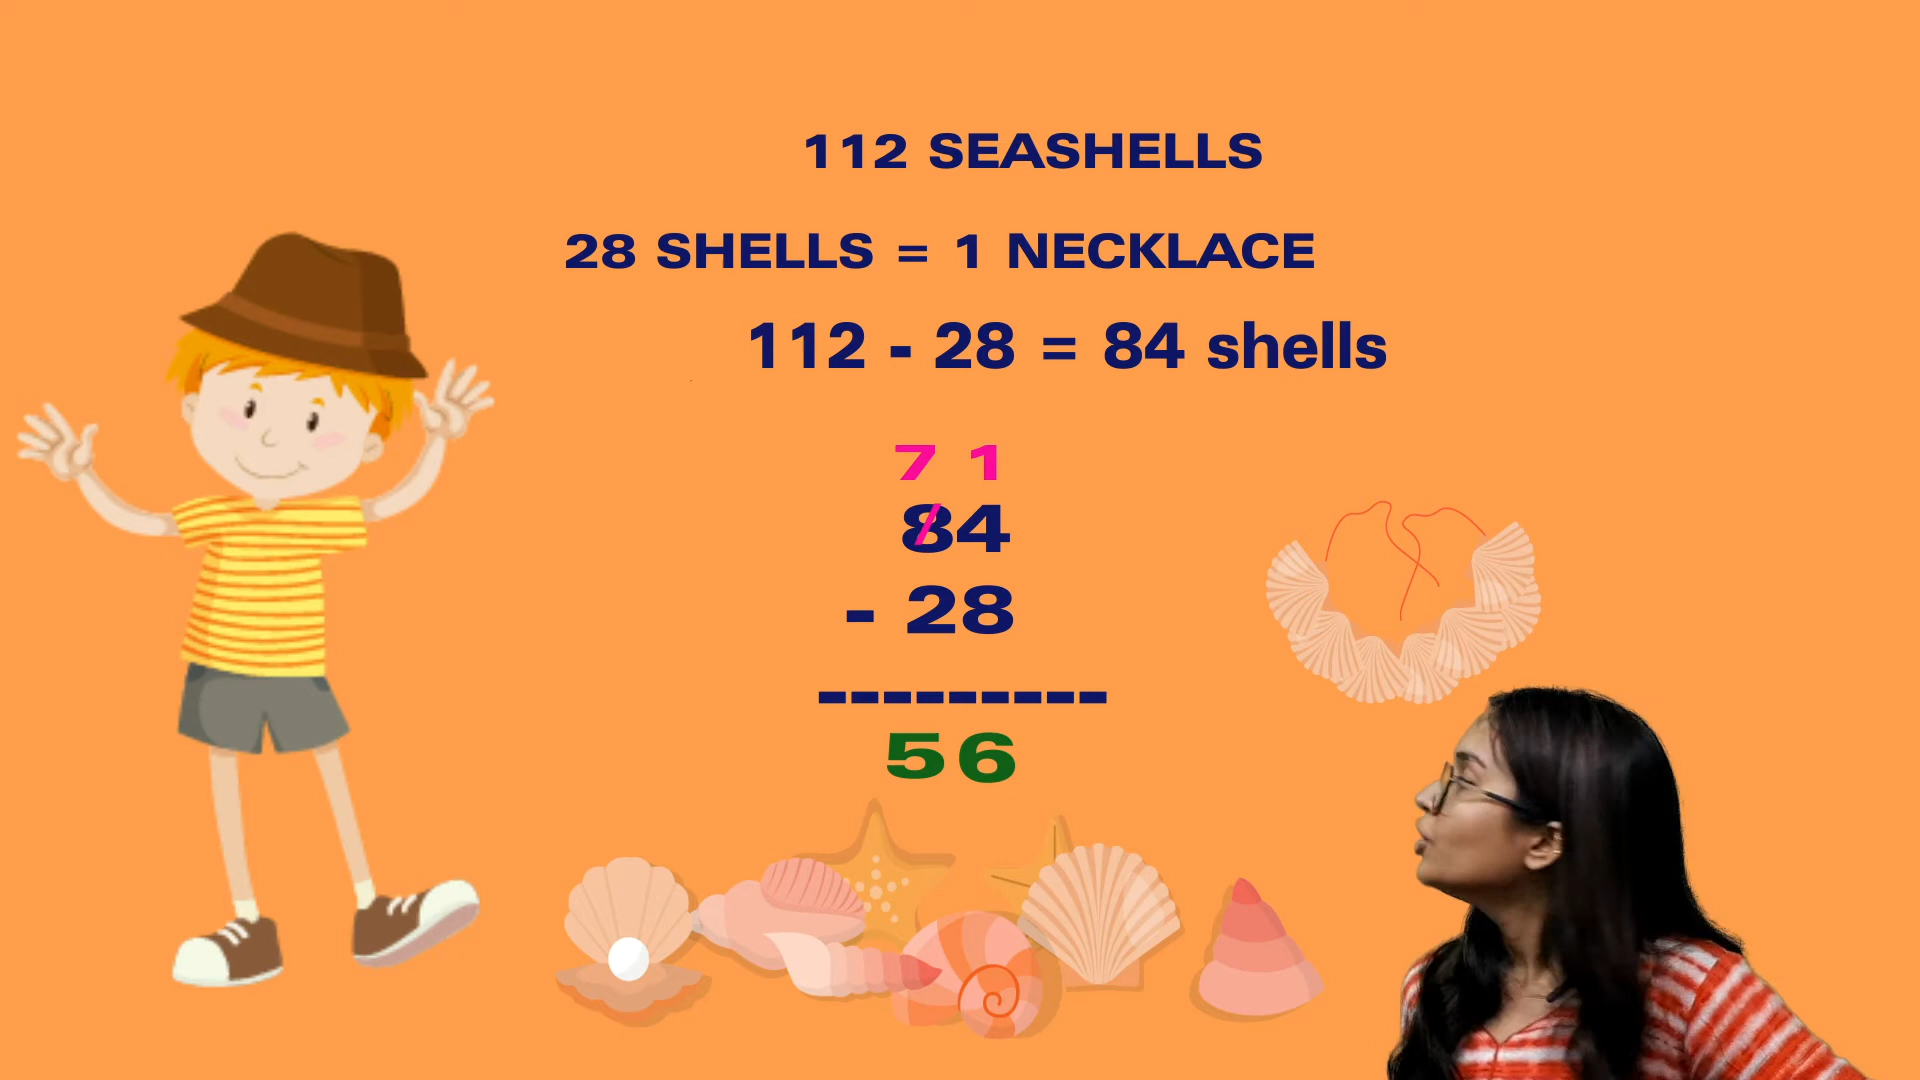 112 SEASHELLS
28 SHELLS = 1 NECKLACE
112 - 28 = 84 shells
7 1
84
- 28
---------
56